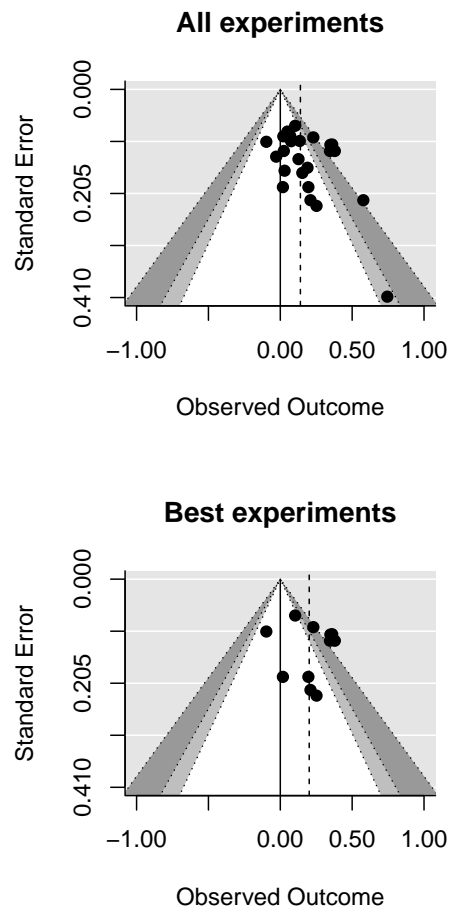 All experiments
Standard Error
0.000
0.205
0.410
−1.00
0.00
0.50
1.00
Observed Outcome
Best experiments
Standard Error
0.000
0.205
0.410
−1.00
0.00
0.50
1.00
Observed Outcome